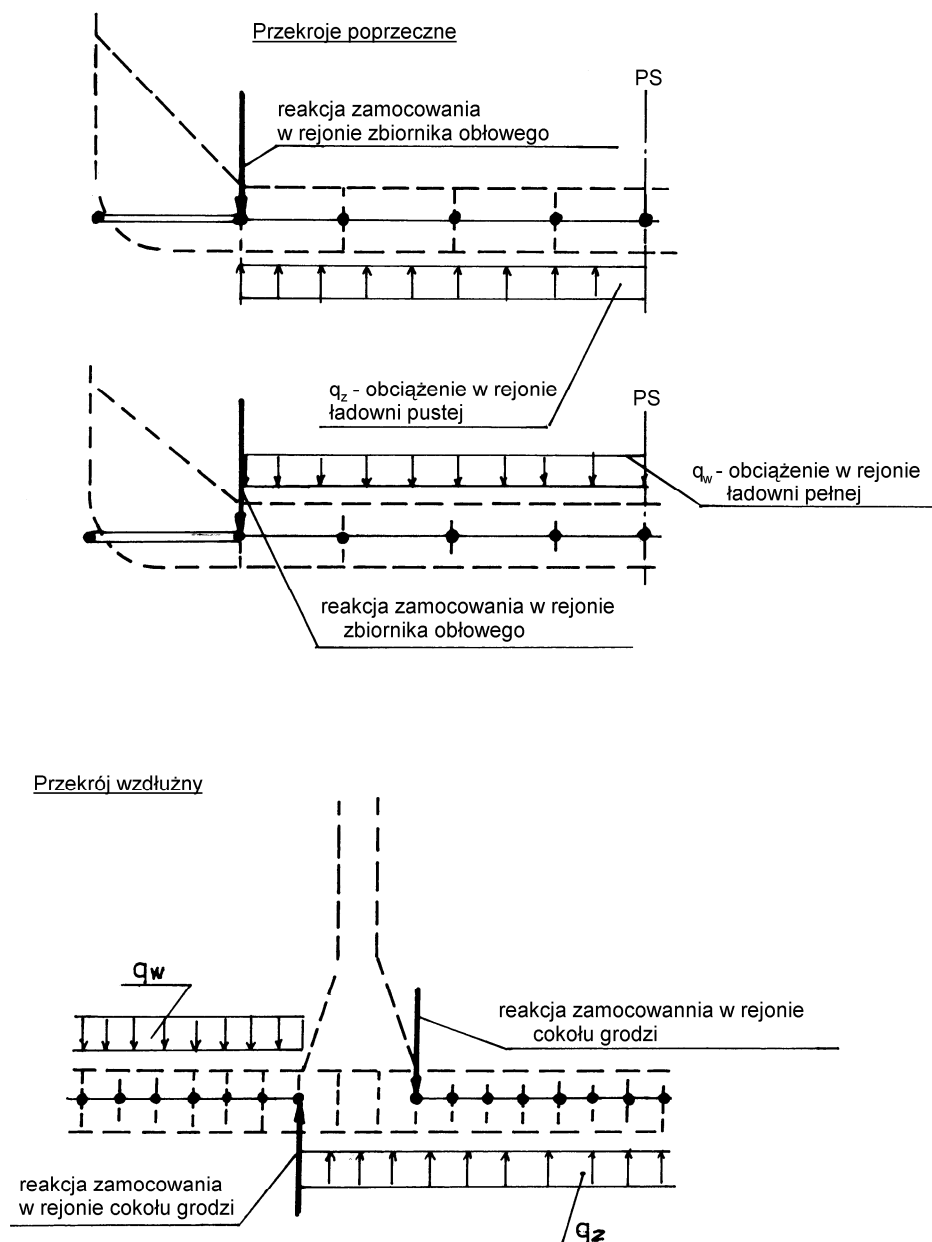 Przekroje poprzeczne
PS
reakcja zamocowania
w rejonie zbiornika obłowego
qz - obciążenie w rejonie
ładowni pustej
PS
qw - obciążenie w rejonie
ładowni pełnej
reakcja zamocowania w rejonie
zbiornika obłowego
Przekrój wzdłużny
qw
reakcja zamocowannia w rejonie
cokołu grodzi
reakcja zamocowania
w rejonie cokołu grodzi
qz